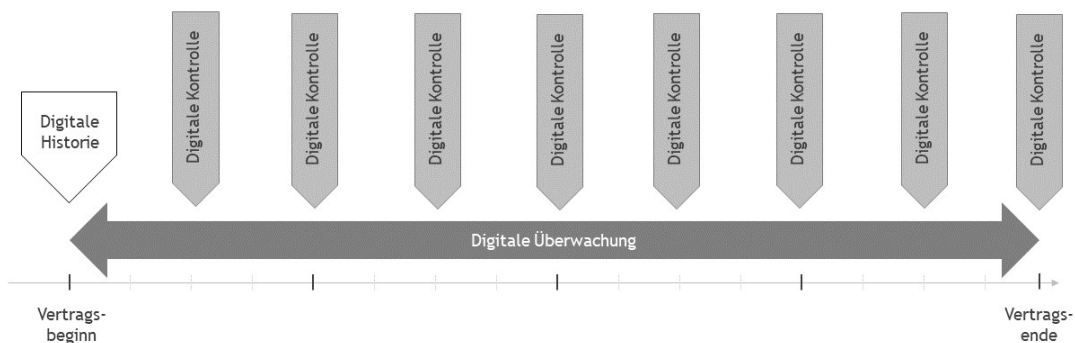 Digitale
Historie
Digitale Kontrolle
Digitale Kontrolle
Digitale Kontrolle
Digitale Kontrolle
Digitale Kontrolle
Digitale Kontrolle
Digitale Kontrolle
Digitale Kontrolle
Digitale Überwachung
Vertrags-
beginn
Vertrags-
ende